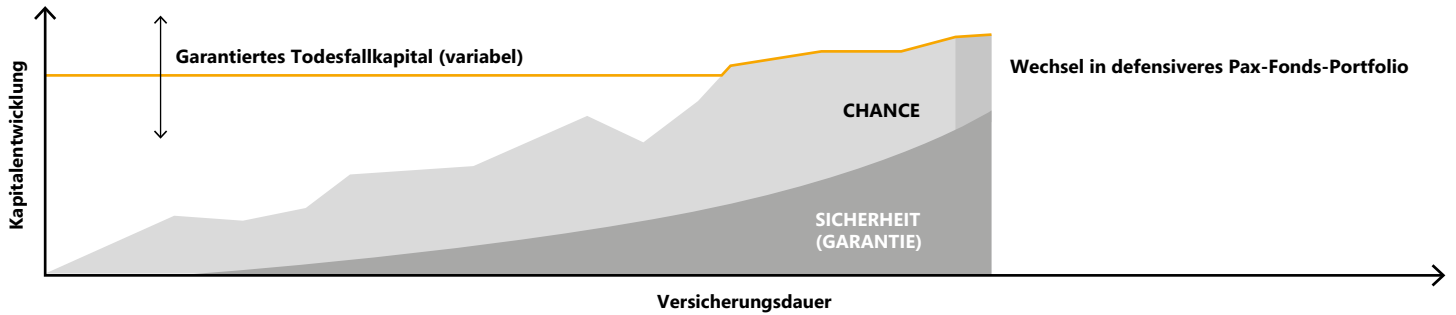 Kapitalentwicklung
Garantiertes Todesfallkapital (variabel)
Wechsel in defensiveres Pax-Fonds-Portfolio
CHANCE
SICHERHEIT
(GARANTIE)
Versicherungsdauer